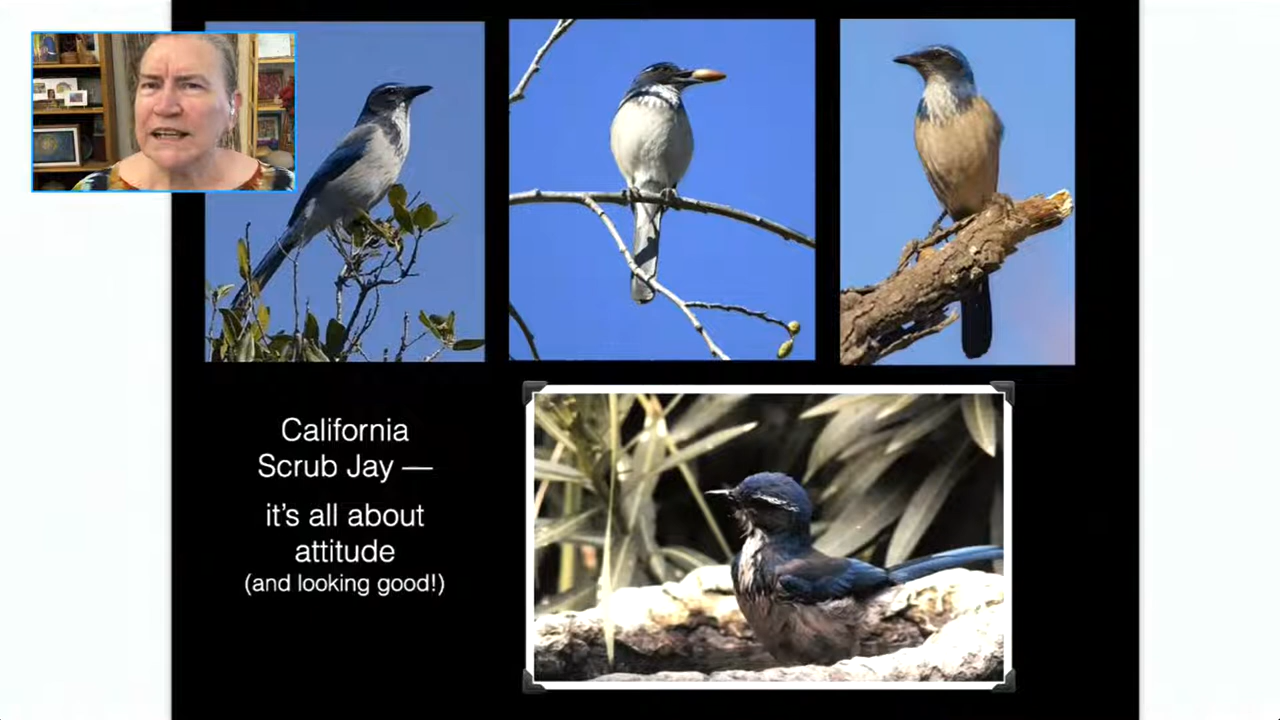 California
Scrub Jay —
it's all about
attitude
(and looking good!)